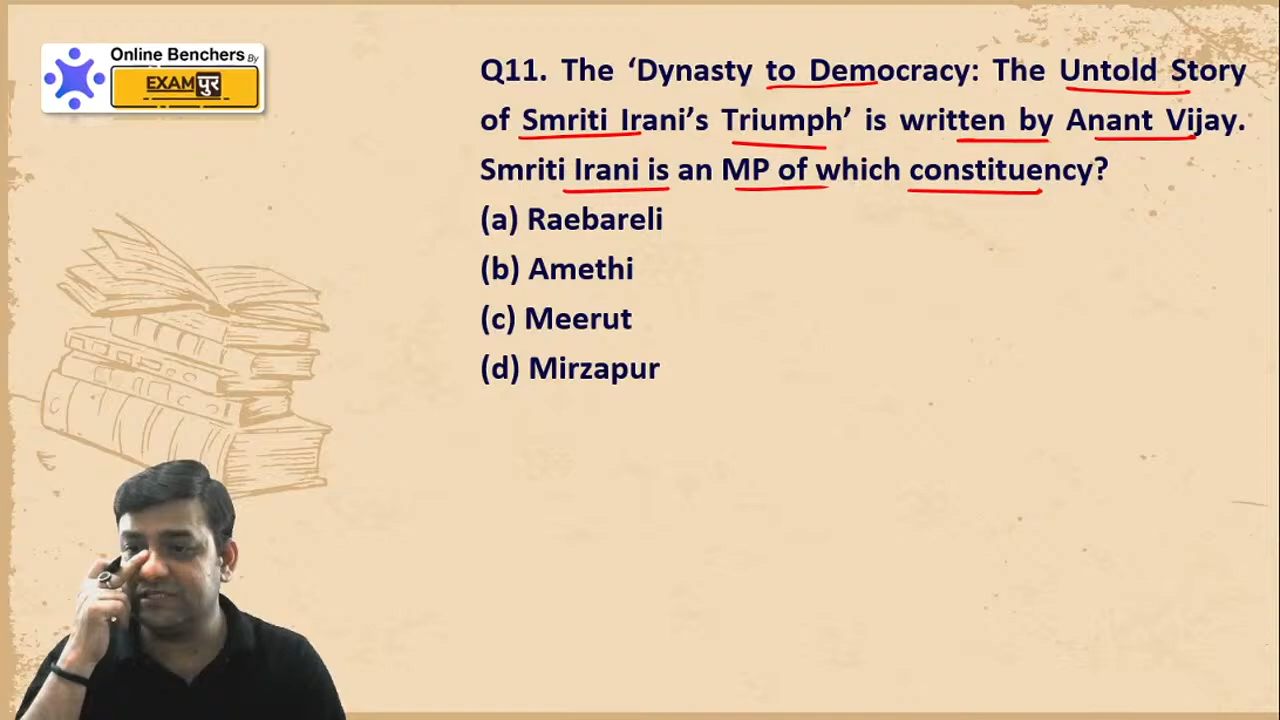 Online Benchers By
EXAMपुर
Q11. The ‘Dynasty to Democracy: The Untold Story
of Smriti Irani’s Triumph’ is written by Anant Vijay.
Smriti Irani is an MP of which constituency?
(a) Raebareli
(b) Amethi
(c) Meerut
(d) Mirzapur